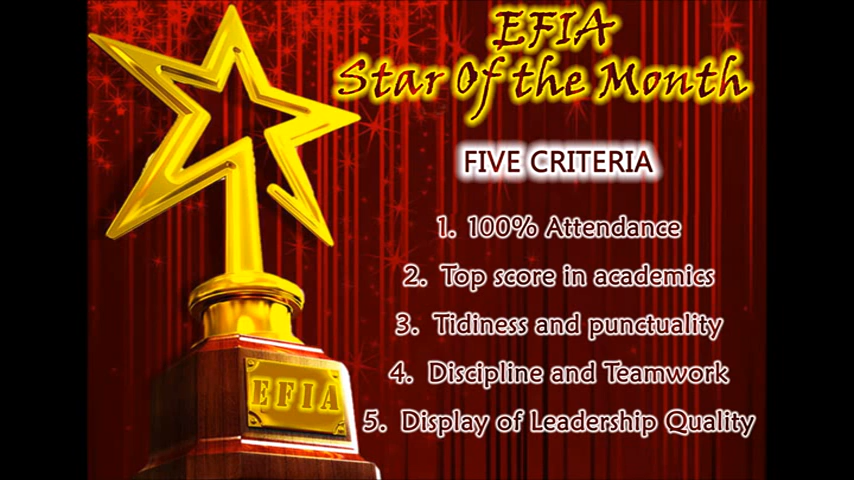 EFIA
Star Of the Month
FIVE CRITERIA
1. 100% Attendance
2. Top score in academics
3. Tidiness and punctuality
4. Discipline and Teamwork
EFIA
5. Display of Leadership Quality